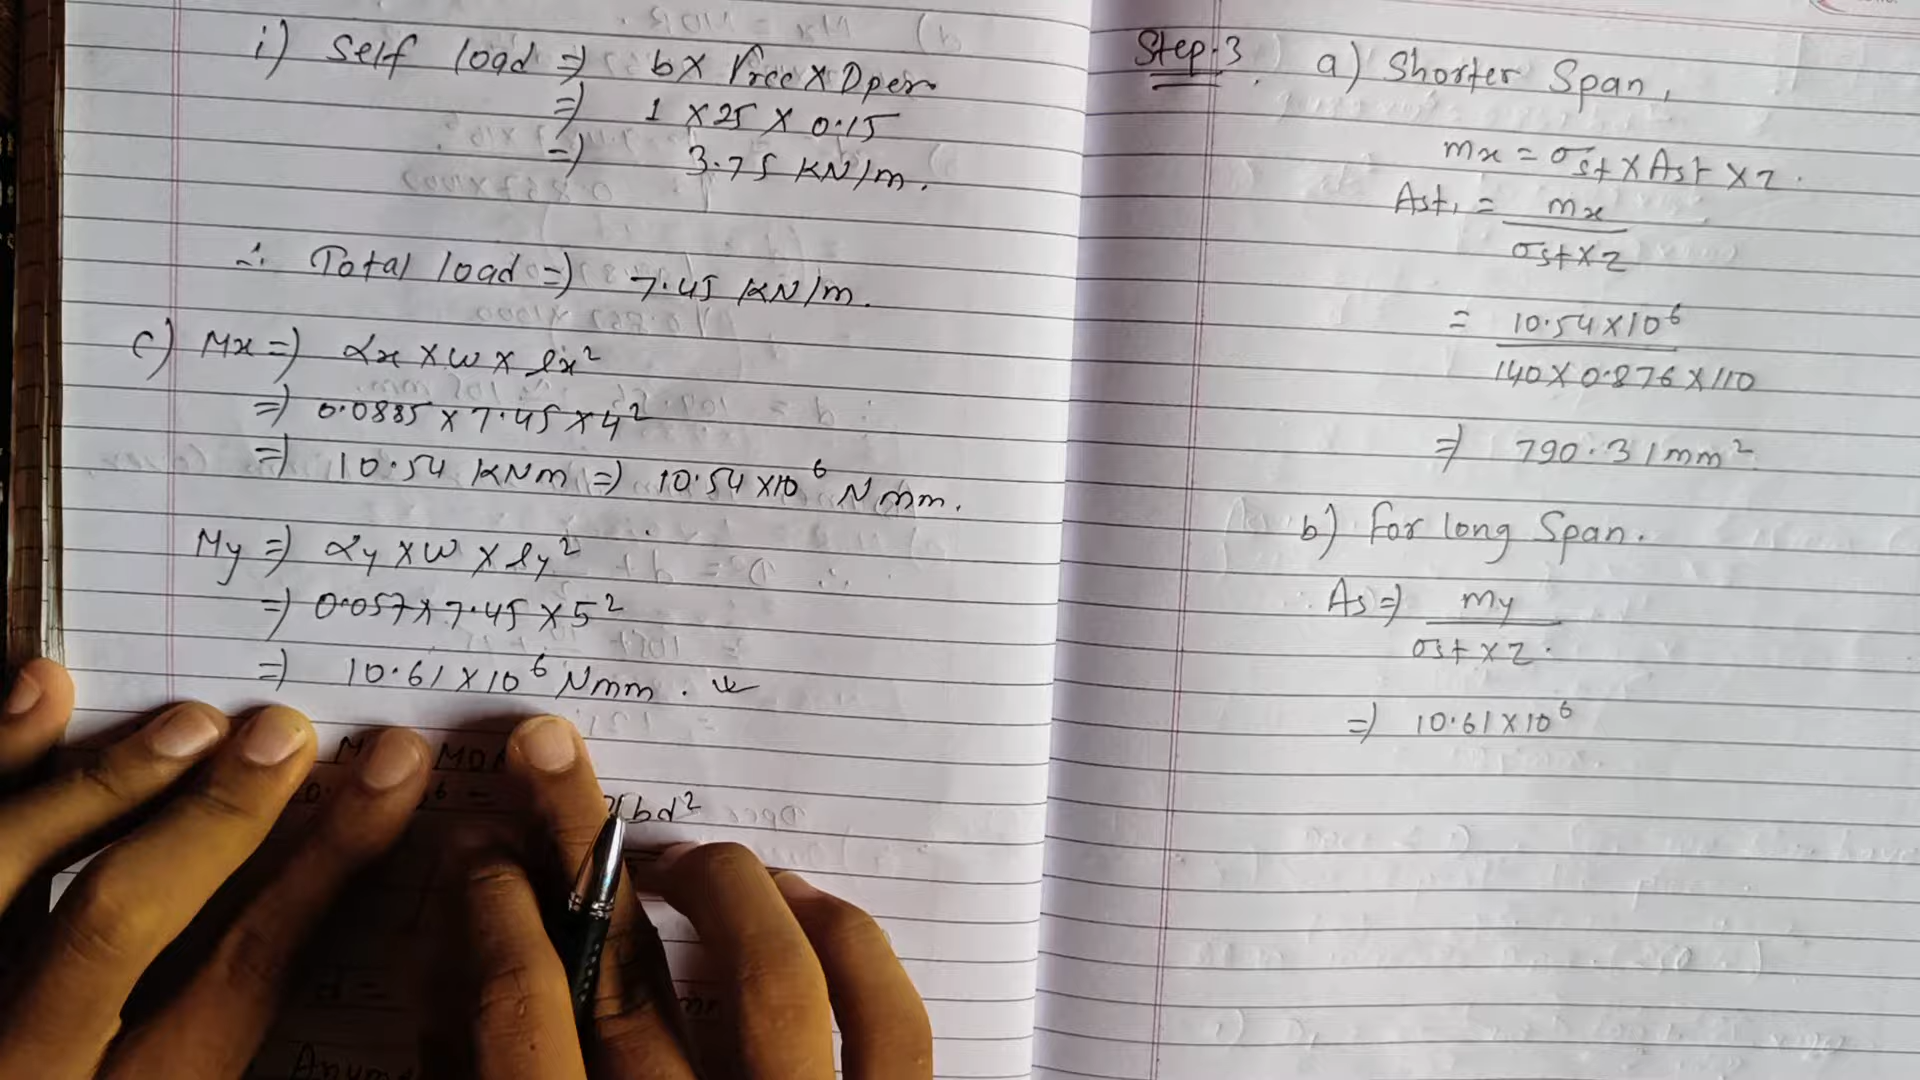 i) Self load ⇒ b × γrcc × Dper
⇒ 1 × 25 × 0.15
⇒ 3.75 KN/m.
∴ Total load ⇒ 7.45 KN/m.
c) Mx ⇒ αx × w × lx²
⇒ 0.0885 × 7.45 × 4²
⇒ 10.54 KNm ⇒ 10.54 × 10⁶ Nmm.
My ⇒ αy × w × ly²
⇒ 0.057 × 7.45 × 5²
⇒ 10.61 × 10⁶ Nmm.
bd²
Step-3 a) Shorter Span,
mx = σst × Ast × z.
Ast₁ = mx
σst × z
= 10.54 × 10⁶
140 × 0.876 × 110
⇒ 790.31 mm²
b) For long Span.
As ⇒ my
σst × z.
⇒ 10.61 × 10⁶